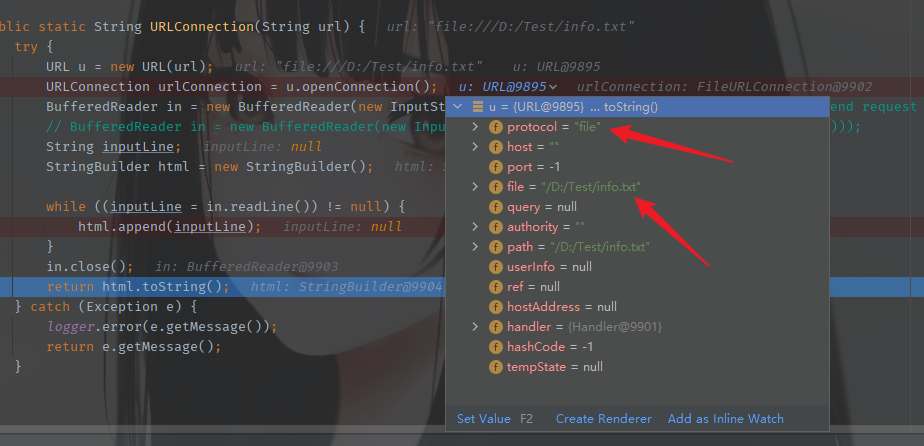 blic static String URLConnection(String url) { url: "file:///D:/Test/info.txt"
try {
URL u = new URL(url); url: "file:///D:/Test/info.txt" u: URL@9895
URLConnection urlConnection = u.openConnection(); u: URL@9895 urlConnection: FileURLConnection@9902
BufferedReader in = new BufferedReader(new InputSt end request
// BufferedReader in = new BufferedReader(new Inpu )));
String inputLine; inputLine: null
StringBuilder html = new StringBuilder(); html: S
while ((inputLine = in.readLine()) != null) {
html.append(inputLine); inputLine: null
}
in.close(); in: BufferedReader@9903
return html.toString(); html: StringBuilder@9904
} catch (Exception e) {
logger.error(e.getMessage());
return e.getMessage();
}
u = {URL@9895} ... toString()
f protocol = "file"
f host = ""
f port = -1
f file = "/D:/Test/info.txt"
f query = null
f authority = ""
f path = "/D:/Test/info.txt"
f userInfo = null
f ref = null
f hostAddress = null
f handler = {Handler@9901}
f hashCode = -1
f tempState = null
Set Value F2 Create Renderer Add as Inline Watch